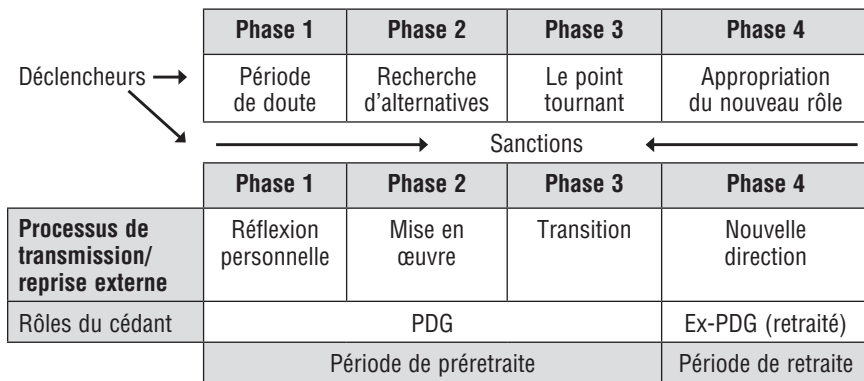 Phase 1 Phase 2 Phase 3 Phase 4
Déclencheurs
Période de doute
Recherche d'alternatives
Le point tournant
Appropriation du nouveau rôle
Sanctions
Phase 1 Phase 2 Phase 3 Phase 4
Processus de
transmission/
reprise externe
Réflexion
personnelle
Mise en
œuvre
Transition
Nouvelle
direction
Rôles du cédant PDG Ex-PDG (retraité)
Période de préretraite Période de retraite